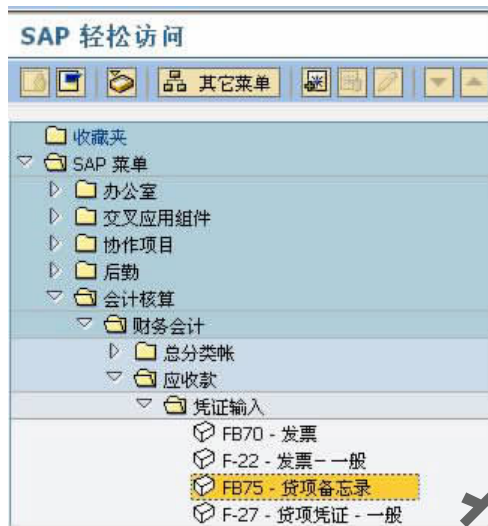 SAP 轻松访问
其它菜单
收藏夹
SAP 菜单
办公室
交叉应用组件
协作项目
后勤
会计核算
财务会计
总分类帐
应收款
凭证输入
FB70 - 发票
F-22 - 发票- 一般
FB75 - 贷项备忘录
F-27 - 贷项凭证 - 一般